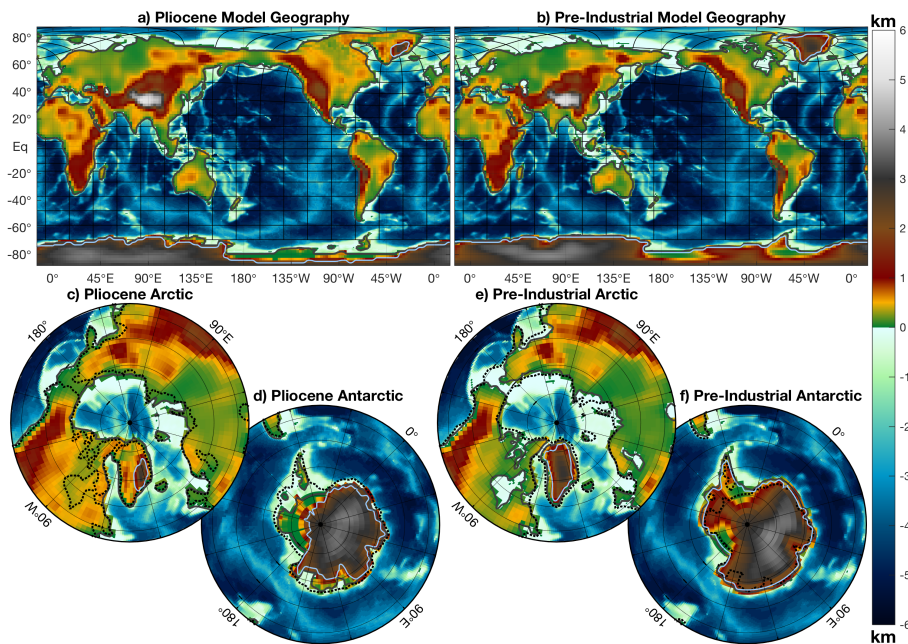 a) Pliocene Model Geography
b) Pre-Industrial Model Geography
km
80°
60°
40°
20°
Eq
-20°
-40°
-60°
-80°
0° 45°E 90°E 135°E 180° 135°W 90°W 45°W 0°
0° 45°E 90°E 135°E 180° 135°W 90°W 45°W 0°
6
5
4
3
2
1
0
-1
-2
-3
-4
-5
-6
km
c) Pliocene Arctic
180°
90°E
90°W
d) Pliocene Antarctic
0°
90°E
180°
e) Pre-Industrial Arctic
180°
90°E
90°W
f) Pre-Industrial Antarctic
0°
90°E
180°